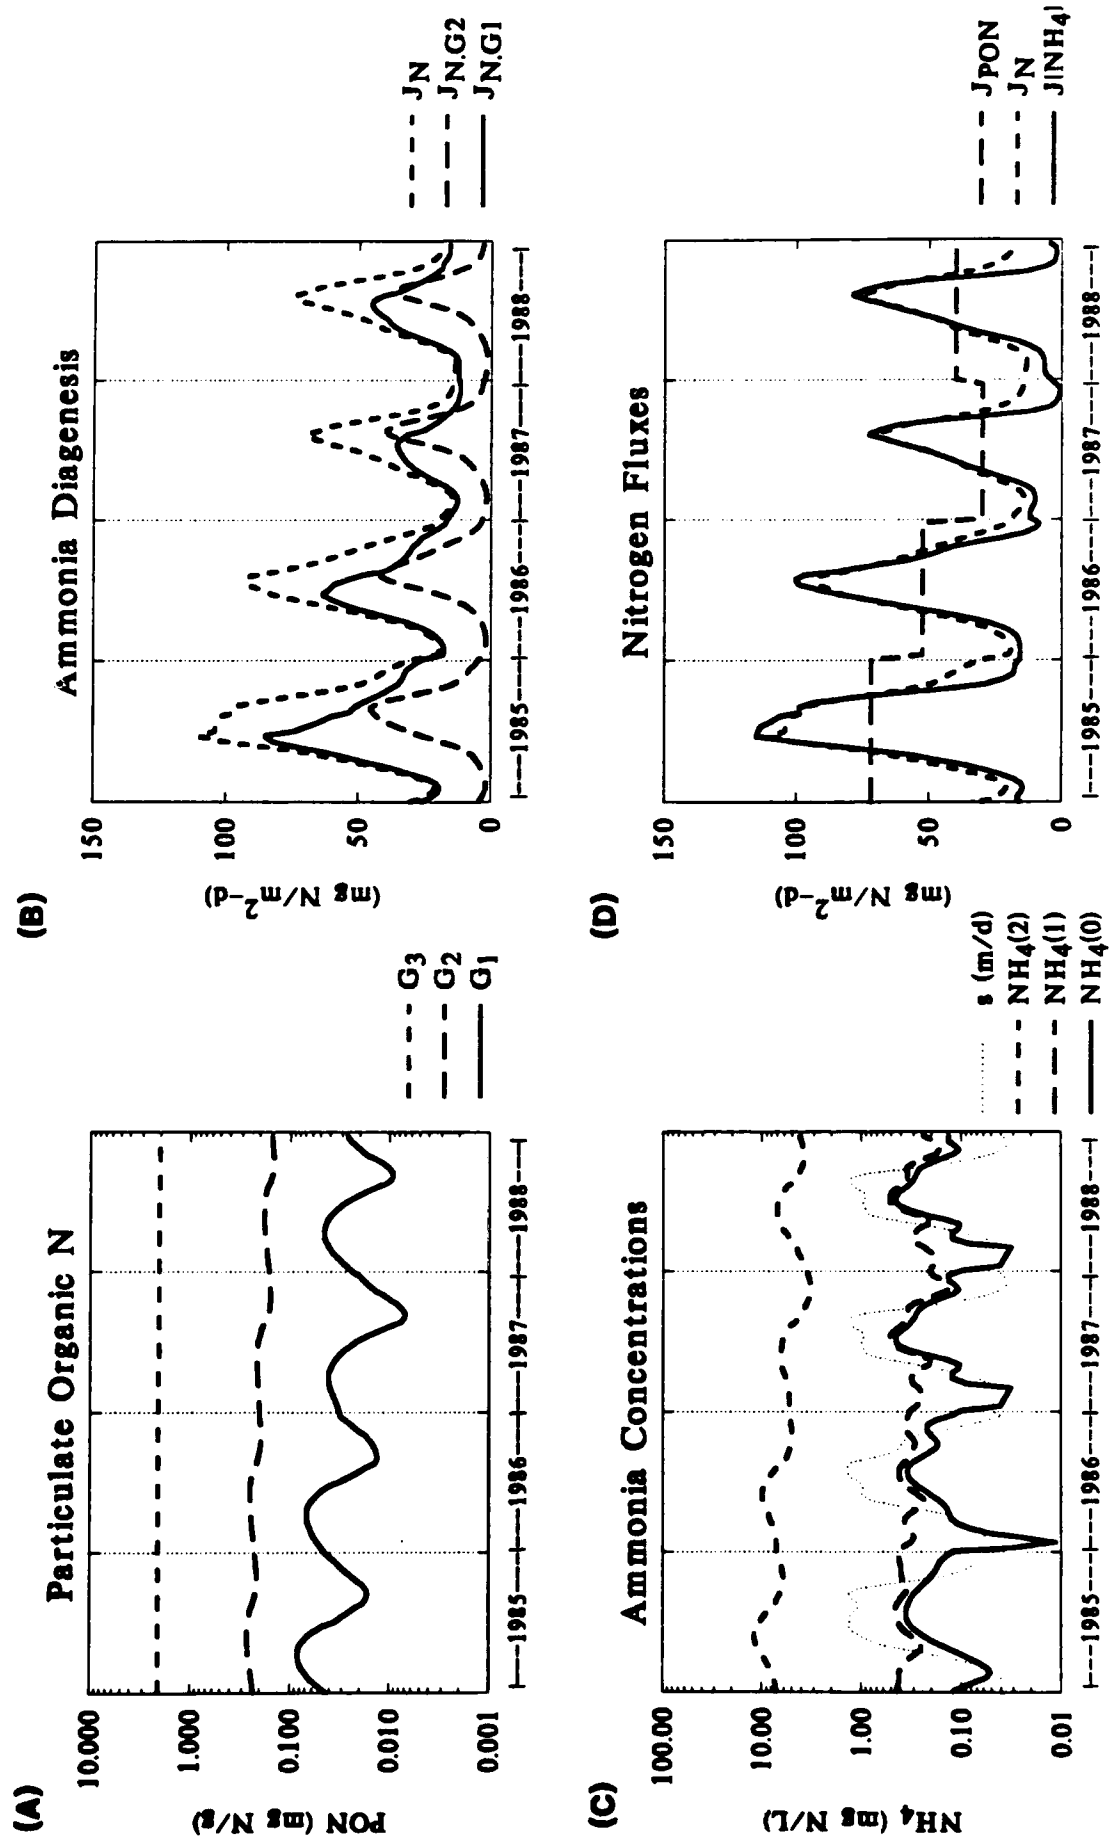 (A)
Particulate Organic N
PON (mg N/g)
10.000
1.000
0.100
0.010
0.001
|---1985-----|-----1986-----|-----1987-----|-----1988---|
G3
G2
G1
(B)
Ammonia Diagenesis
(mg N/m²-d)
150
100
50
0
|---1985-----|-----1986-----|-----1987-----|-----1988---|
JN
JN.G2
JN.G1
(C)
Ammonia Concentrations
NH4 (mg N/L)
100.00
10.00
1.00
0.10
0.01
|---1985-----|-----1986-----|-----1987-----|-----1988---|
s (m/d)
NH4(2)
NH4(1)
NH4(0)
(D)
Nitrogen Fluxes
(mg N/m²-d)
150
100
50
0
|---1985-----|-----1986-----|-----1987-----|-----1988---|
JPON
JN
J[NH4]